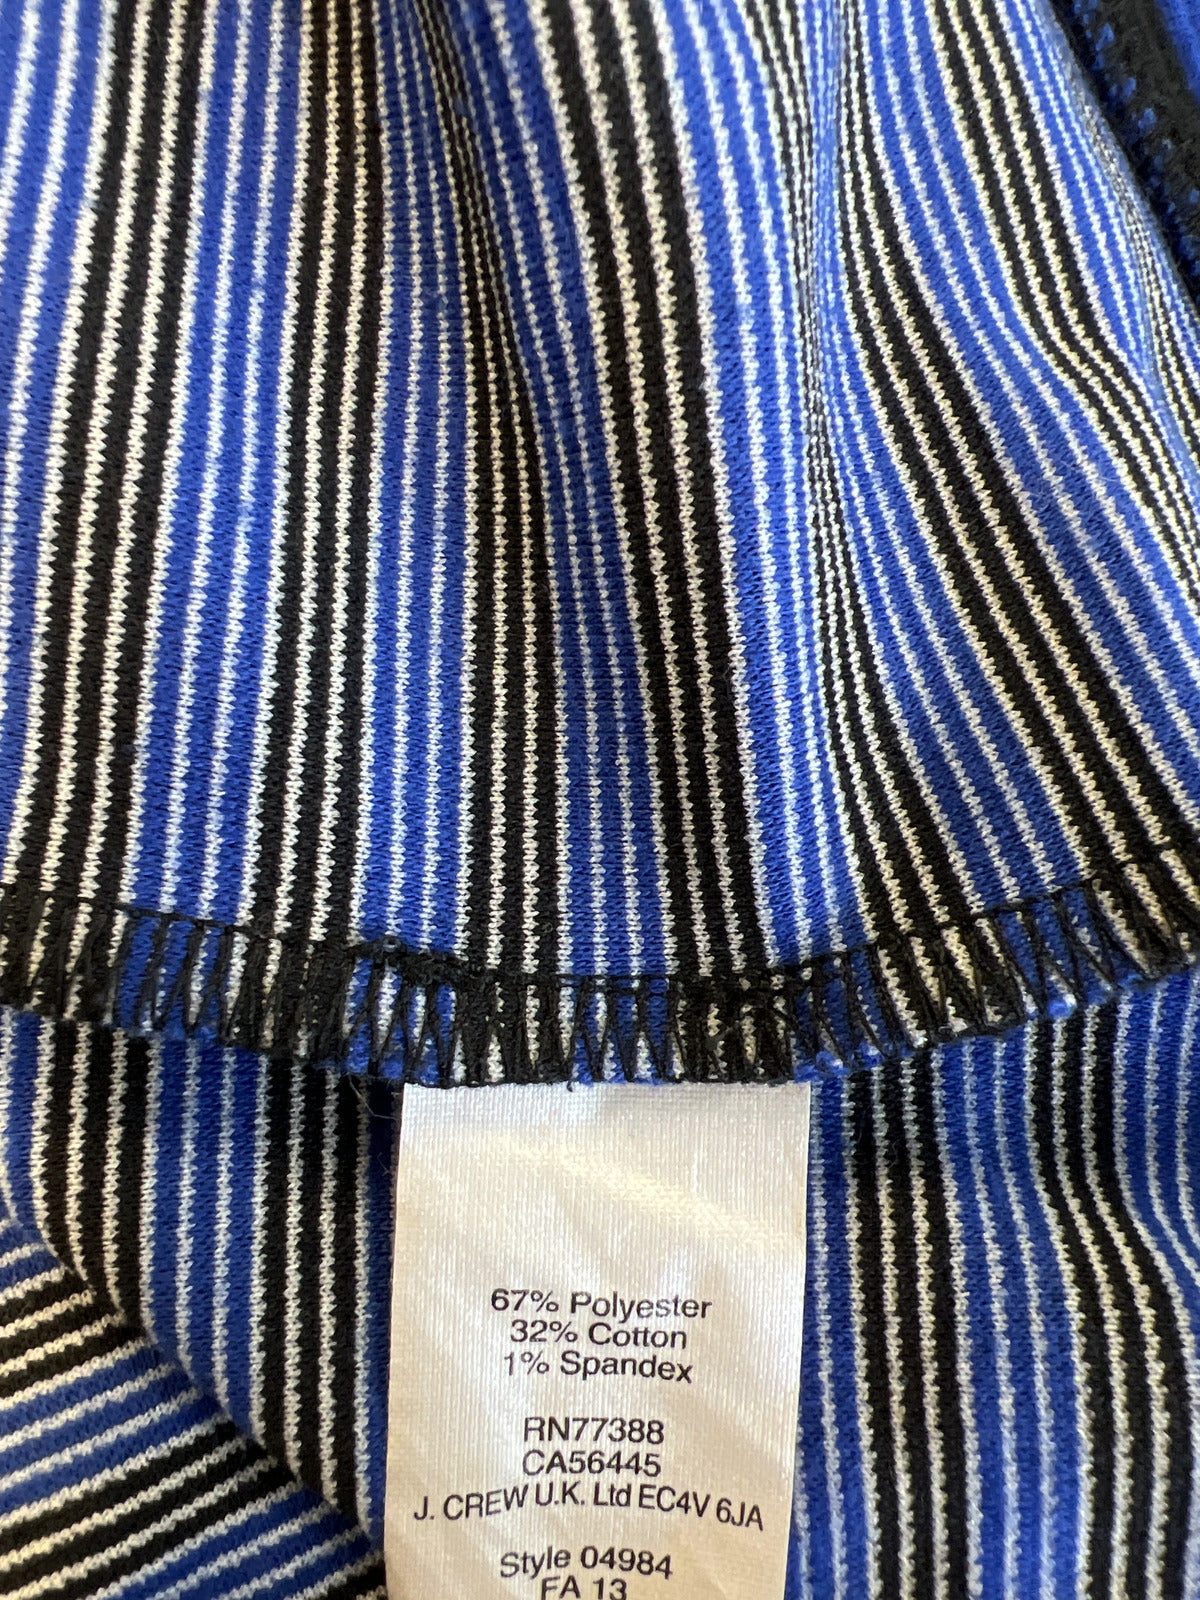 67% Polyester
32% Cotton
1% Spandex
RN77388
CA56445
J. CREW U.K. Ltd EC4V 6JA
Style 04984
FA 13